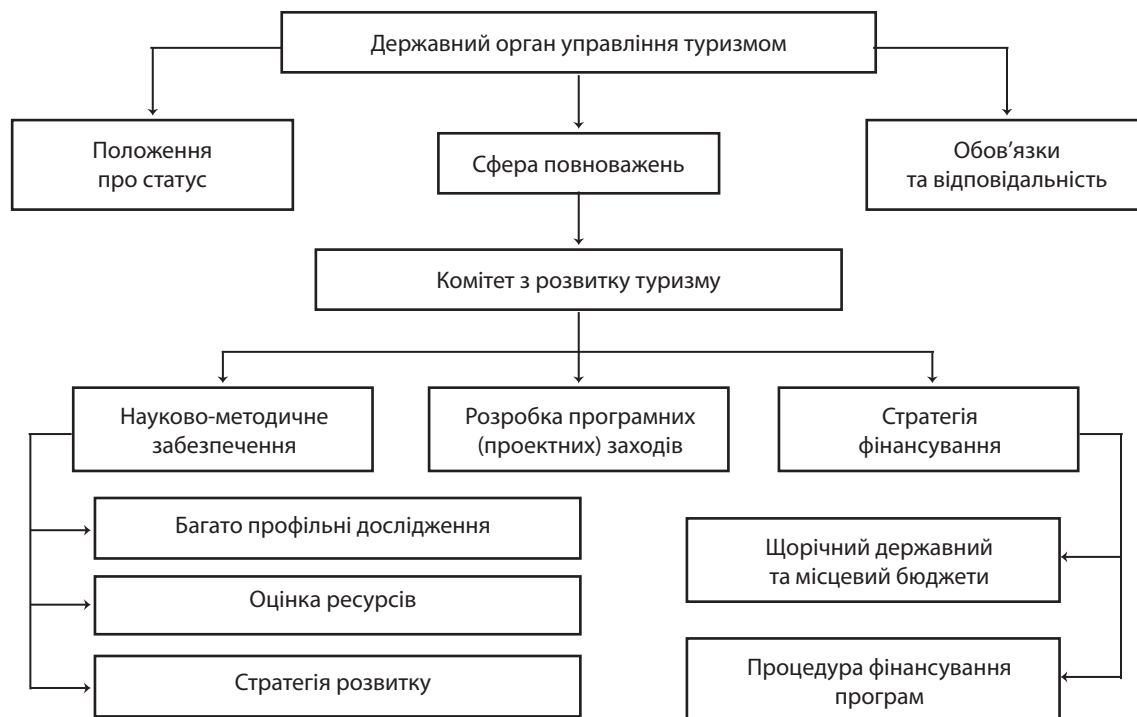 Державний орган управління туризмом
Положення
про статус
Сфера повноважень
Обов'язки
та відповідальність
Комітет з розвитку туризму
Науково-методичне
забезпечення
Розробка програмних
(проектних) заходів
Стратегія
фінансування
Багато профільні дослідження
Оцінка ресурсів
Стратегія розвитку
Щорічний державний
та місцевий бюджети
Процедура фінансування
програм